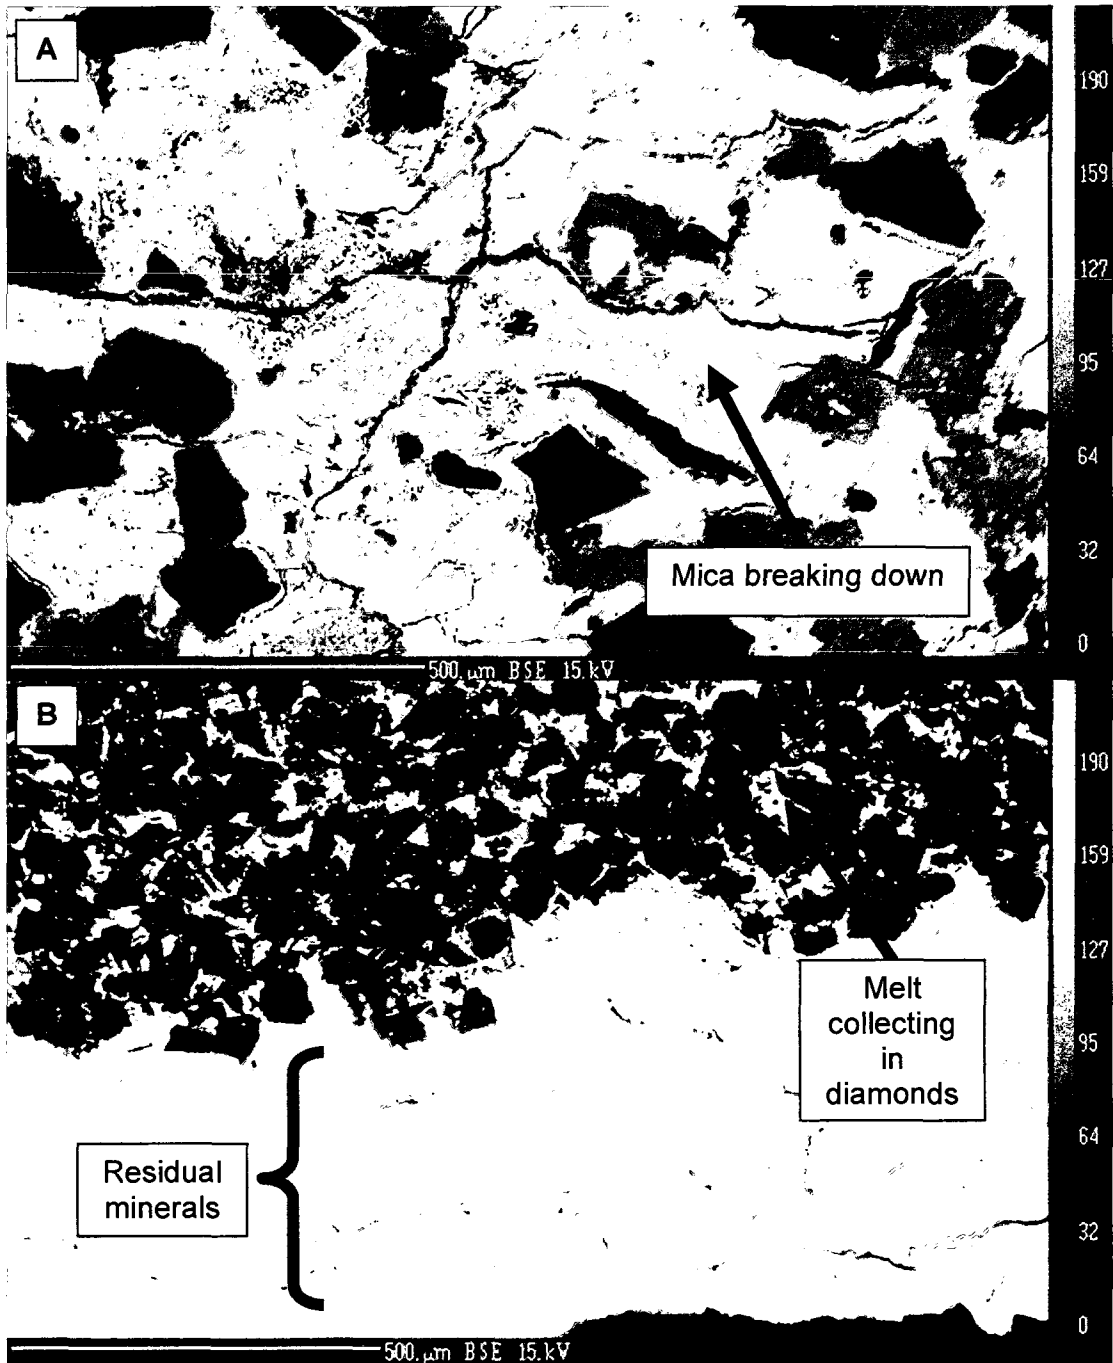 A
190
159
127
95
64
32
0
Mica breaking down
500.µm BSE 15.kV
B
190
159
127
95
64
32
0
Melt
collecting
in
diamonds
Residual
minerals
500.µm BSE 15.kV